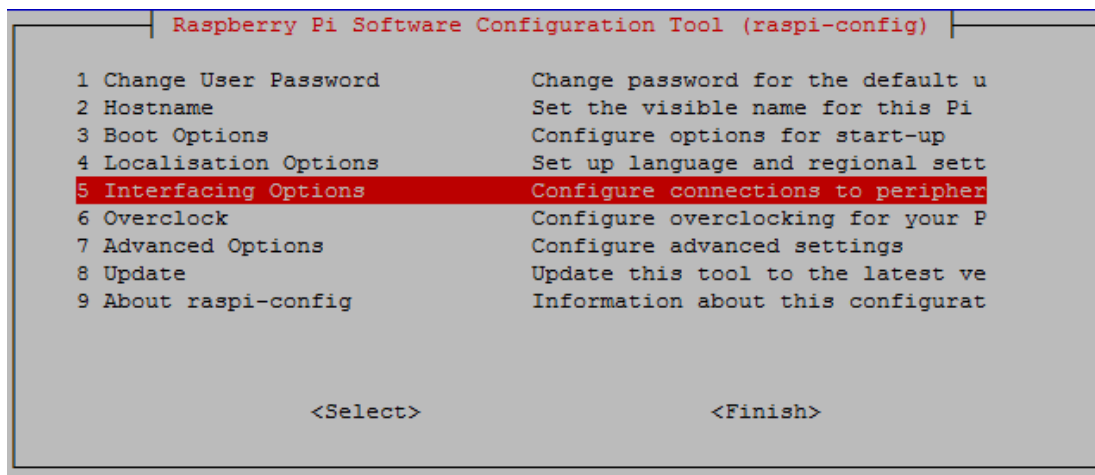 Raspberry Pi Software Configuration Tool (raspi-config)
1 Change User Password Change password for the default u
2 Hostname Set the visible name for this Pi
3 Boot Options Configure options for start-up
4 Localisation Options Set up language and regional sett
5 Interfacing Options Configure connections to peripher
6 Overclock Configure overclocking for your P
7 Advanced Options Configure advanced settings
8 Update Update this tool to the latest ve
9 About raspi-config Information about this configurat
<Select> <Finish>